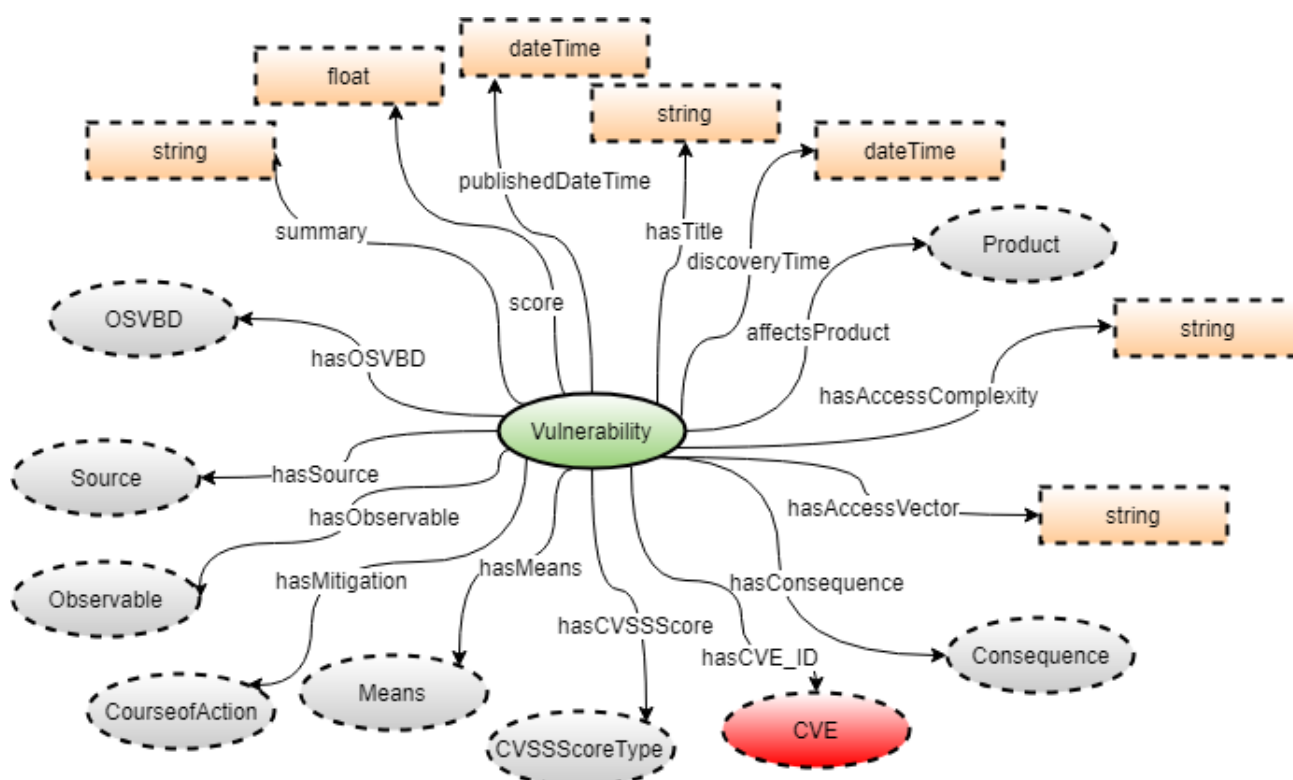 dateTime
float
string
string
dateTime
publishedDateTime
summary
hasTitle
Product
discoveryTime
score
OSVBD
affectsProduct
string
hasOSVBD
hasAccessComplexity
Vulnerability
Source
hasSource
hasAccessVector
string
hasObservable
hasMitigation
hasMeans
hasConsequence
Observable
hasCVSSScore
hasCVE_ID
Consequence
Means
CourseofAction
CVE
CVSSScoreType